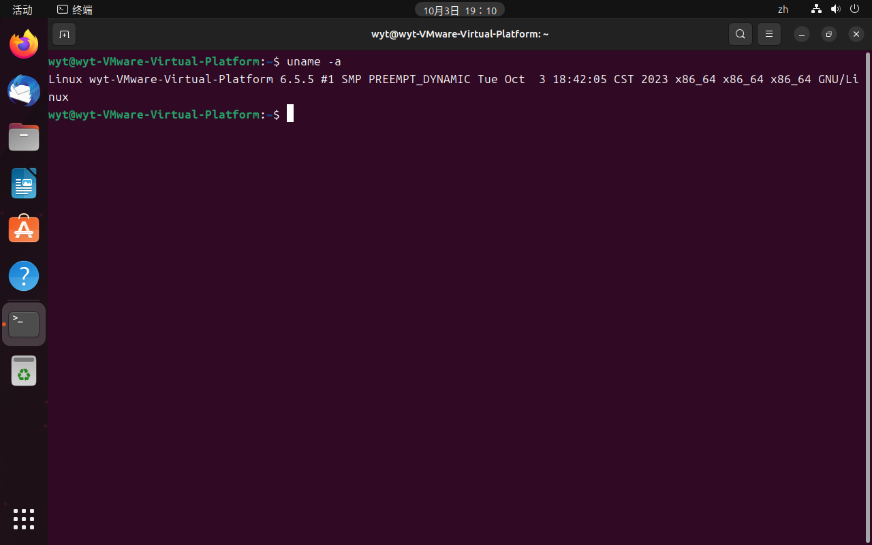 活动 终端 10月3日 19：10 zh
wyt@wyt-VMware-Virtual-Platform: ~
wyt@wyt-VMware-Virtual-Platform:~$ uname -a
Linux wyt-VMware-Virtual-Platform 6.5.5 #1 SMP PREEMPT_DYNAMIC Tue Oct  3 18:42:05 CST 2023 x86_64 x86_64 x86_64 GNU/Li
nux
wyt@wyt-VMware-Virtual-Platform:~$